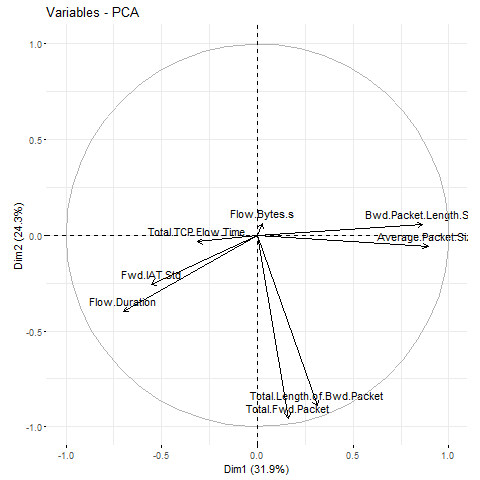 Variables - PCA
1.0
0.5
Flow.Bytes.s
Bwd.Packet.Length.S
Total.TCP.Flow.Time
0.0
Average.Packet.Siz
Fwd.IAT.Std
Flow.Duration
-0.5
Total.Length.of.Bwd.Packet
Total.Fwd.Packet
-1.0
-1.0
-0.5
0.0
0.5
1.0
Dim1 (31.9%)
Dim2 (24.3%)